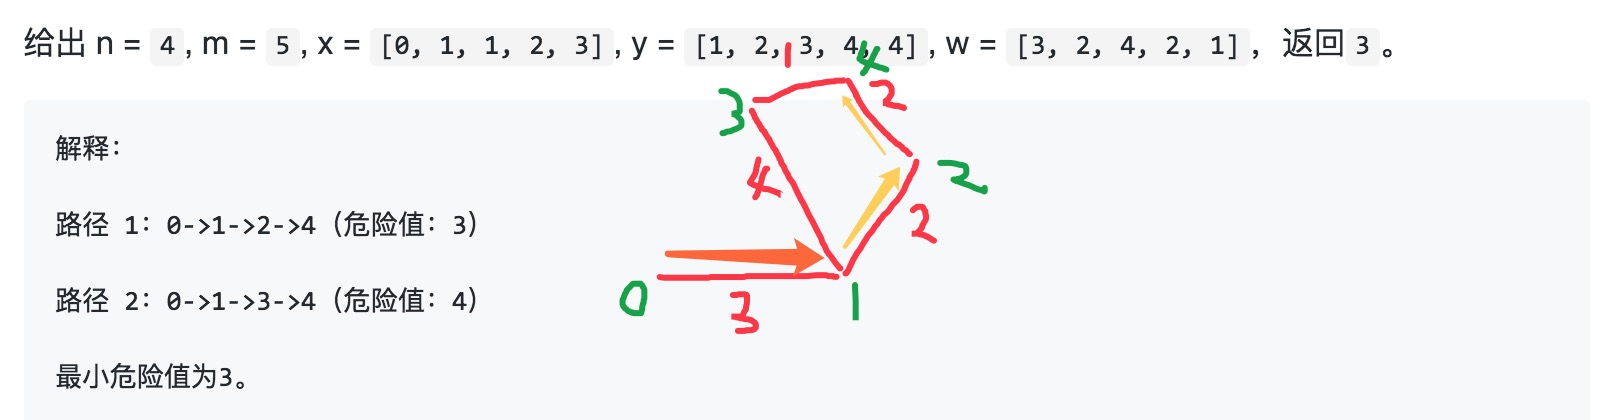 给出 n = 4, m = 5, x = [0, 1, 1, 2, 3], y = [1, 2, 3, 4, 4], w = [3, 2, 4, 2, 1], 返回 3 。
1 4
3 2
解释：
4 2
路径 1：0->1->2->4（危险值：3）
2
路径 2：0->1->3->4（危险值：4）
0 3 1
最小危险值为3。